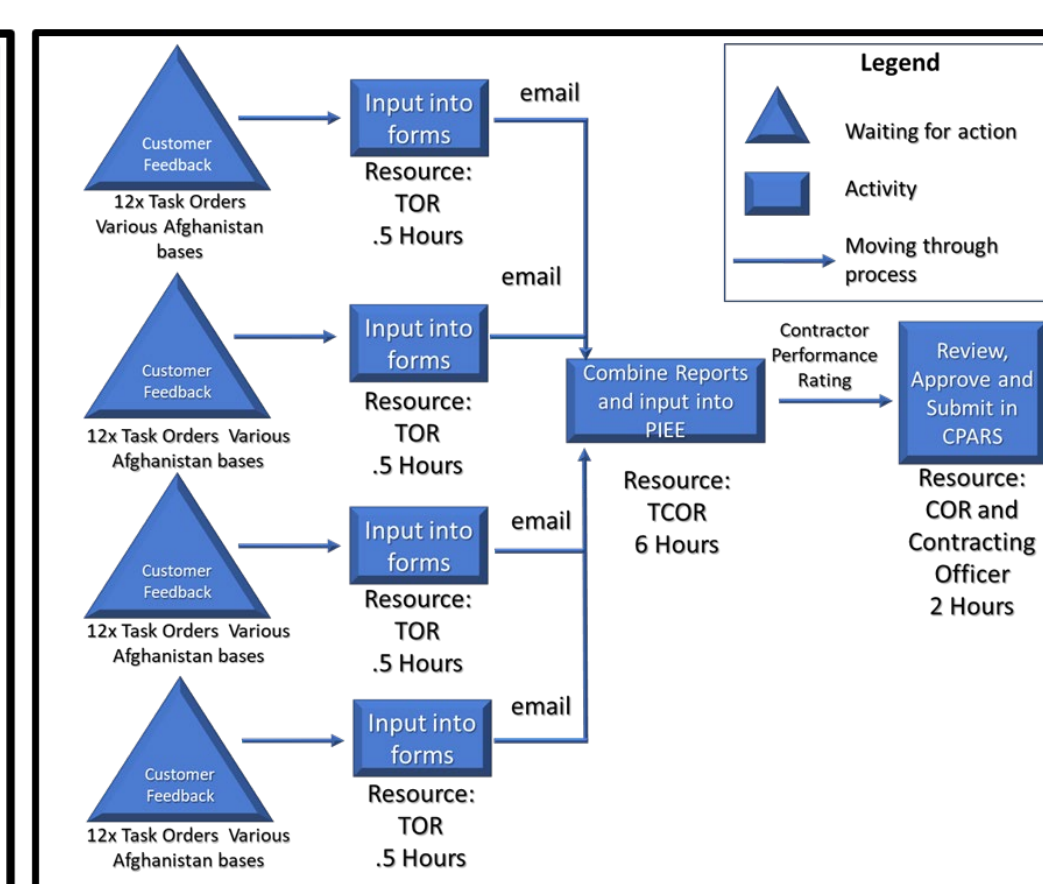 Customer
Feedback
12x Task Orders
Various Afghanistan
bases
Input into
forms
Resource:
TOR
.5 Hours
email
Customer
Feedback
12x Task Orders Various
Afghanistan bases
Input into
forms
Resource:
TOR
.5 Hours
email
Customer
Feedback
12x Task Orders Various
Afghanistan bases
Input into
forms
Resource:
TOR
.5 Hours
email
Customer
Feedback
12x Task Orders Various
Afghanistan bases
Input into
forms
Resource:
TOR
.5 Hours
email
Combine Reports
and input into
PIEE
Resource:
TCOR
6 Hours
Contractor
Performance
Rating
Review,
Approve and
Submit in
CPARS
Resource:
COR and
Contracting
Officer
2 Hours
Legend
Waiting for action
Activity
Moving through
process